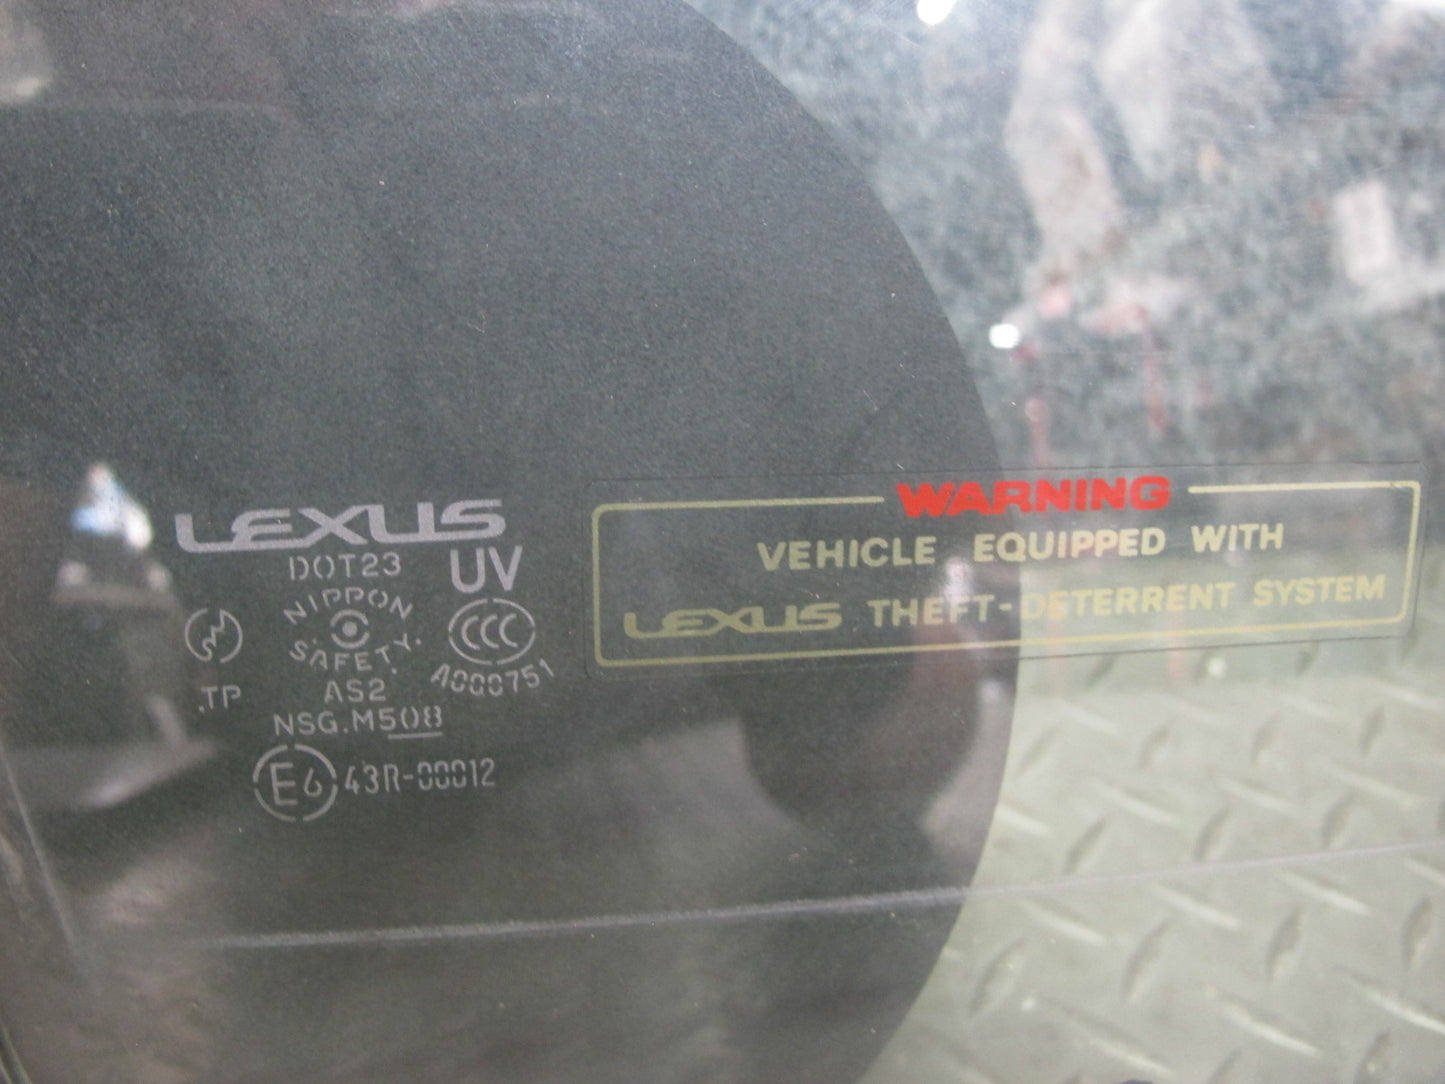 LEXUS
DOT23 UV
NIPPON
SAFETY
CCC
A000751
.TP
AS2
NSG.M508
E6 43R-00012
WARNING
VEHICLE EQUIPPED WITH
LEXUS THEFT-DETERRENT SYSTEM